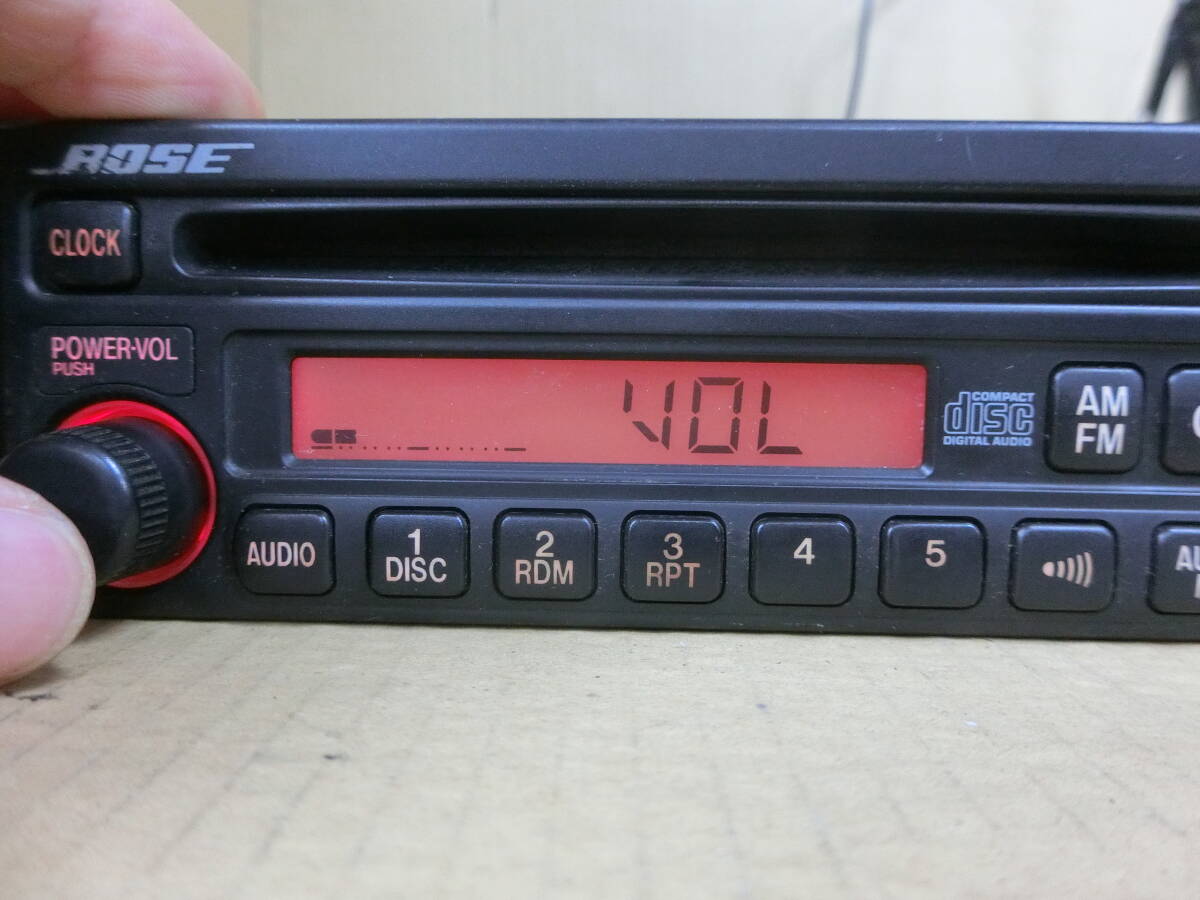 BOSE
CLOCK
POWER·VOL
PUSH
VOL
COMPACT
disc
DIGITAL AUDIO
AM
FM
AUDIO
1
DISC
2
RDM
3
RPT
4
5